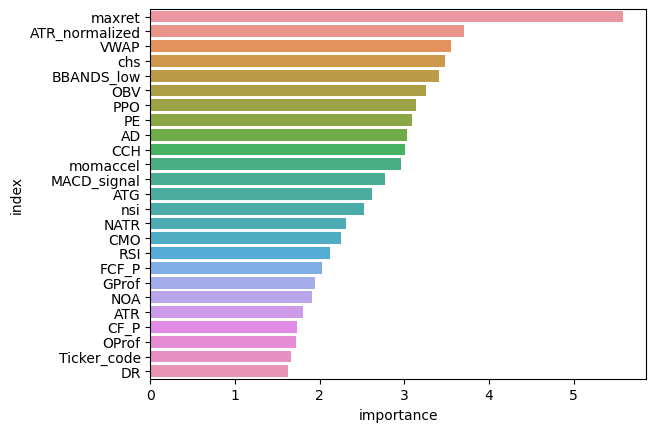 maxret
ATR_normalized
VWAP
chs
BBANDS_low
OBV
PPO
PE
AD
CCH
momaccel
MACD_signal
ATG
nsi
NATR
CMO
RSI
FCF_P
GProf
NOA
ATR
CF_P
OProf
Ticker_code
DR
index
0 1 2 3 4 5
importance